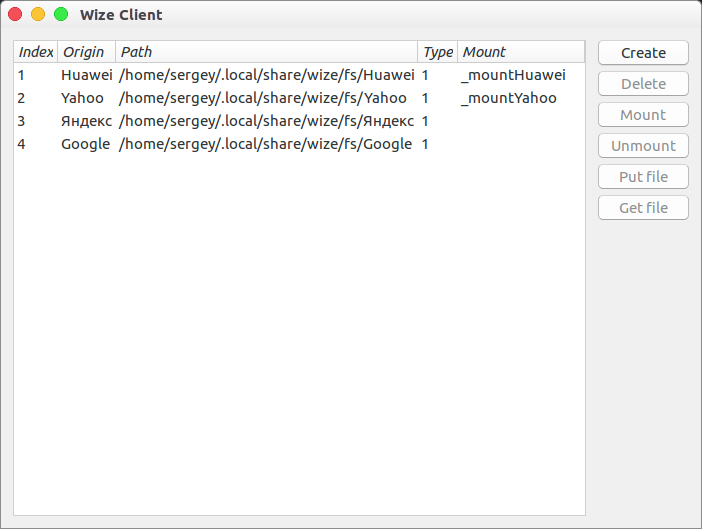 Wize Client
Index Origin Path Type Mount
1 Huawei /home/sergey/.local/share/wize/fs/Huawei 1 _mountHuawei
2 Yahoo /home/sergey/.local/share/wize/fs/Yahoo 1 _mountYahoo
3 Яндекс /home/sergey/.local/share/wize/fs/Яндекс 1
4 Google /home/sergey/.local/share/wize/fs/Google 1
Create
Delete
Mount
Unmount
Put file
Get file